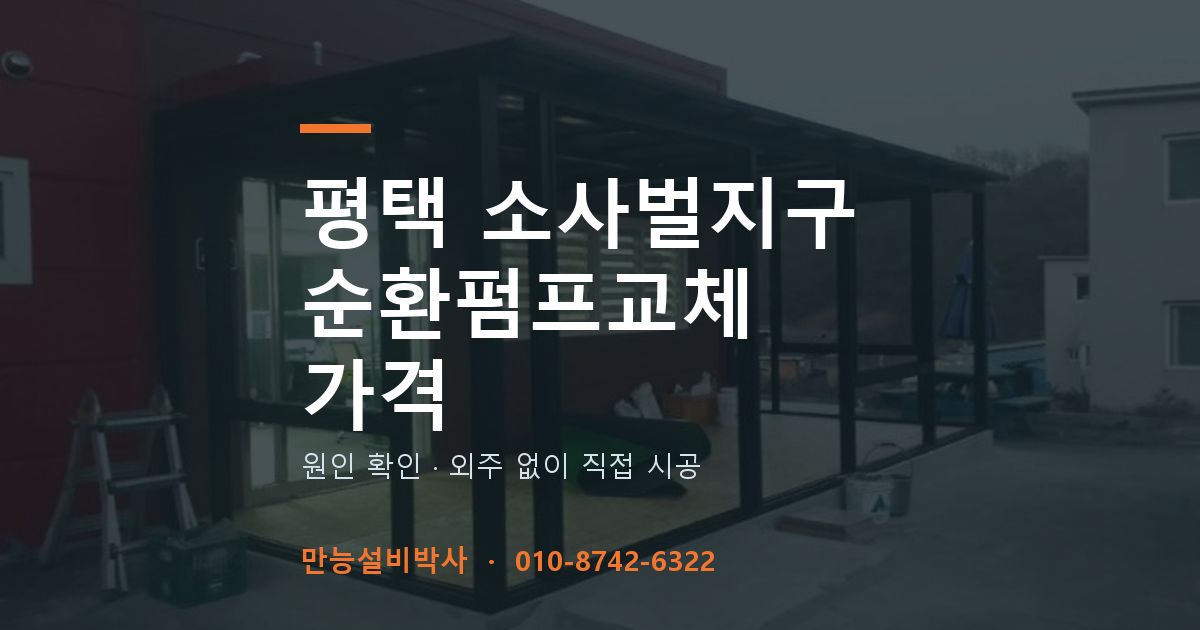 평택 소사벌지구
순환펌프교체
가격
원인 확인 · 외주 없이 직접 시공
만능설비박사 · 010-8742-6322